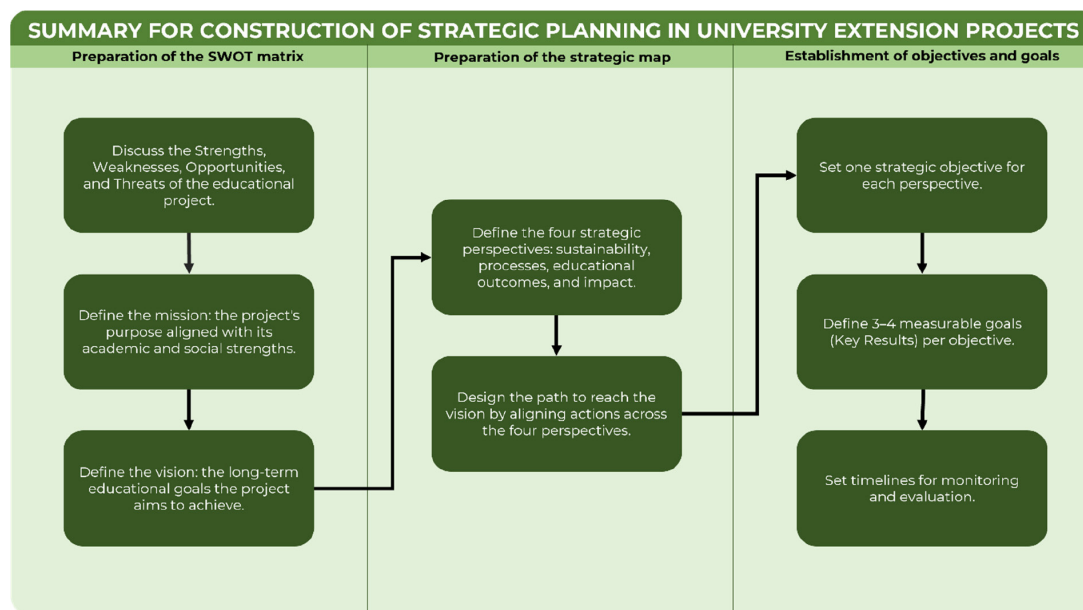 SUMMARY FOR CONSTRUCTION OF STRATEGIC PLANNING IN UNIVERSITY EXTENSION PROJECTS
Preparation of the SWOT matrix
Discuss the Strengths,
Weaknesses, Opportunities,
and Threats of the educational
project.
Define the mission: the project's
purpose aligned with its
academic and social strengths.
Define the vision: the long-term
educational goals the project
aims to achieve.
Preparation of the strategic map
Define the four strategic
perspectives: sustainability,
processes, educational
outcomes, and impact.
Design the path to reach the
vision by aligning actions across
the four perspectives.
Establishment of objectives and goals
Set one strategic objective for
each perspective.
Define 3–4 measurable goals
(Key Results) per objective.
Set timelines for monitoring
and evaluation.